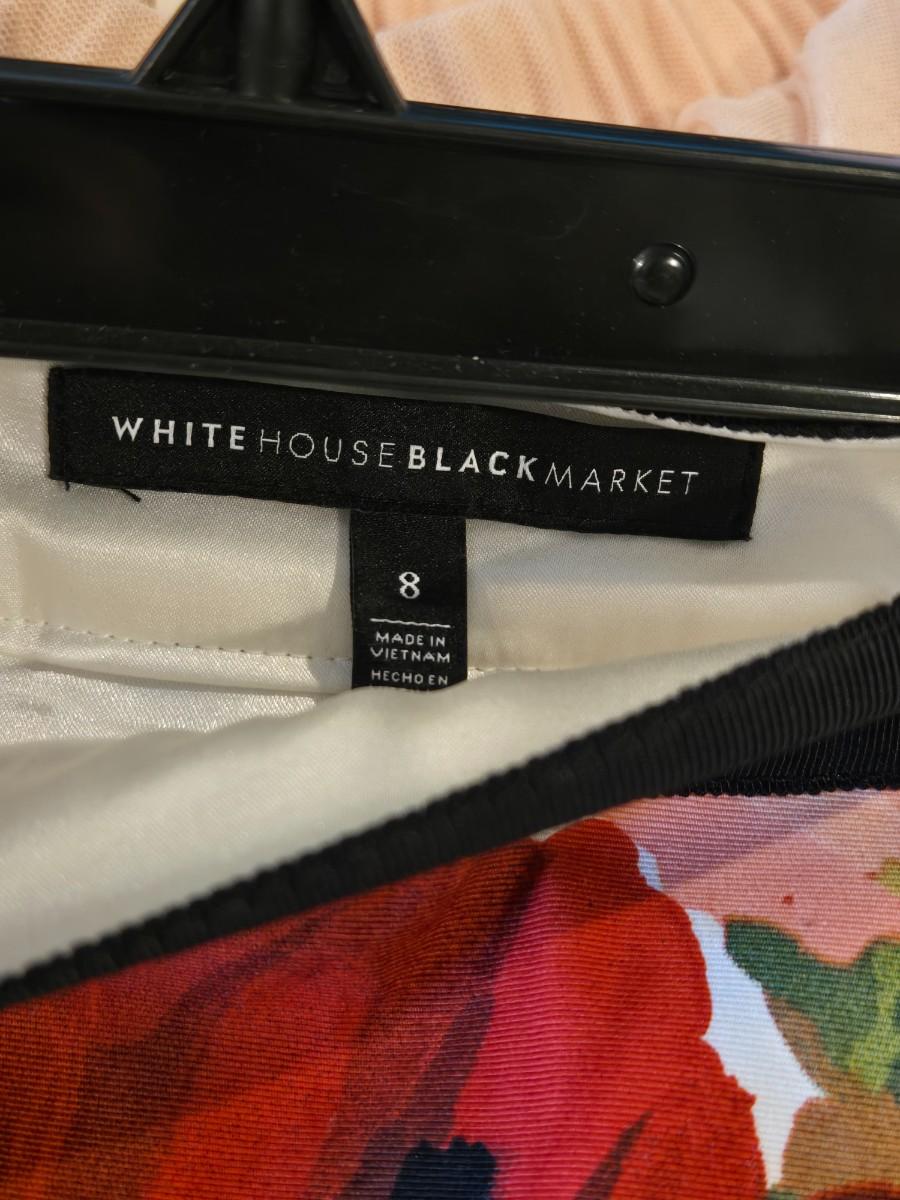 WHITE HOUSE BLACK MARKET
8
MADE IN
VIETNAM
HECHO EN